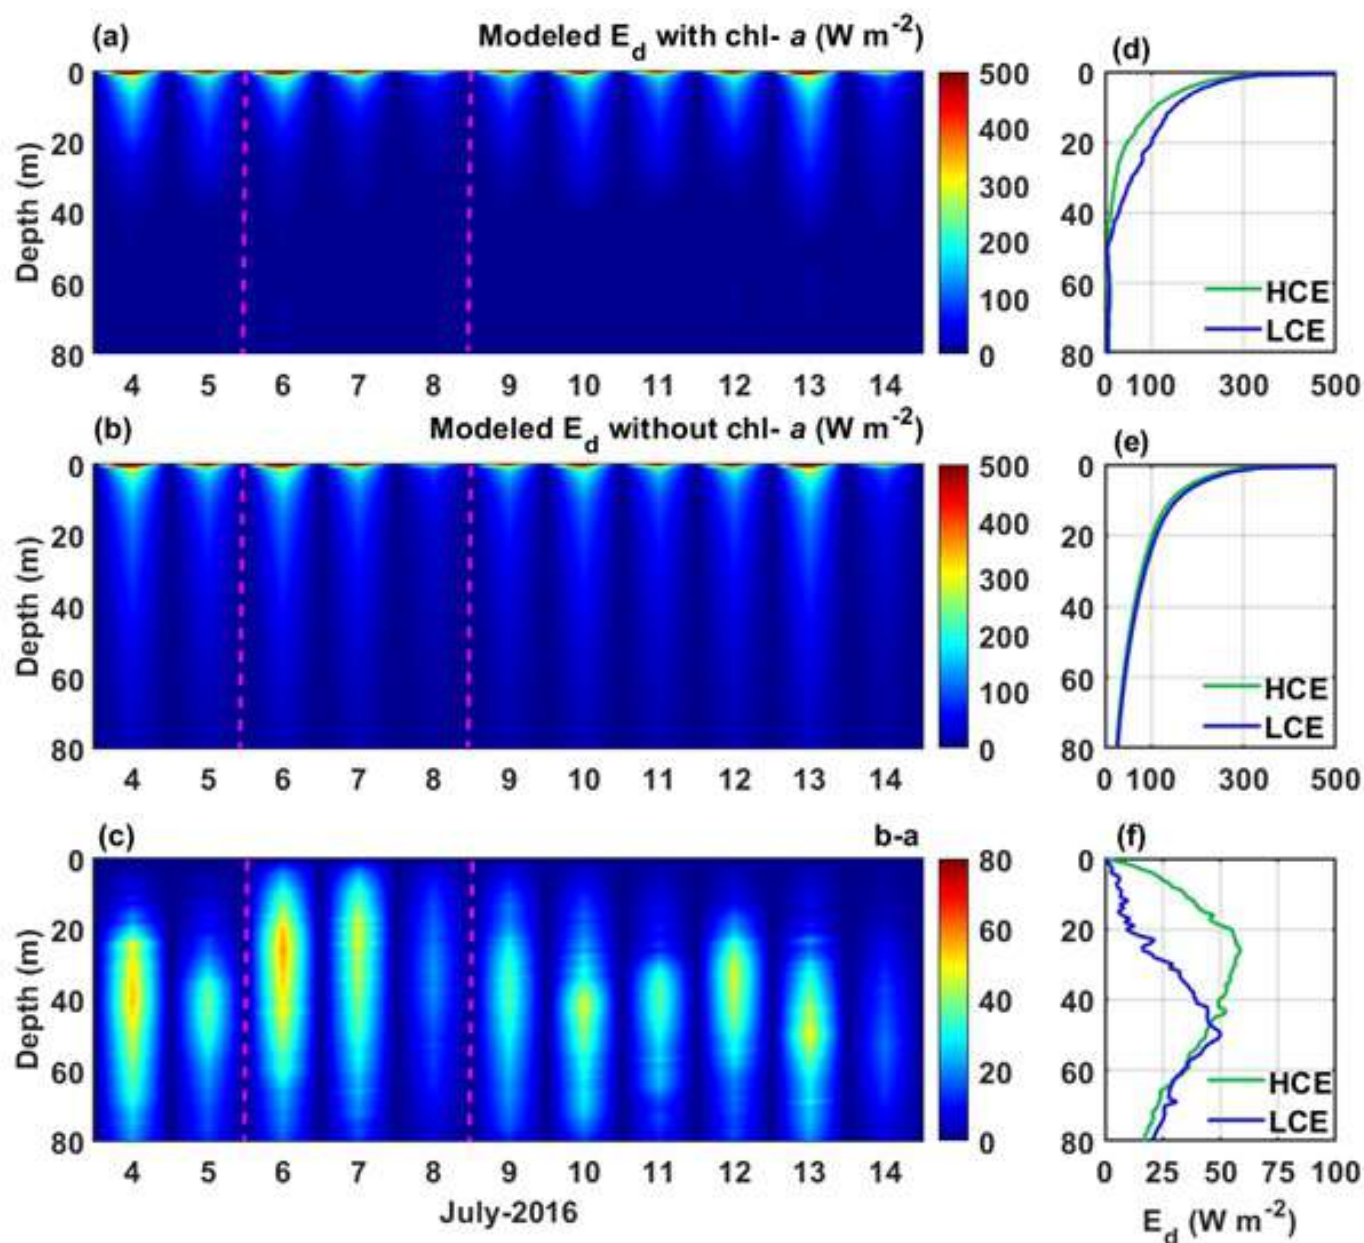 (a) Modeled E_d with chl- a (W m^-2) (d)
0 500 0
400
20 20
300
40 40
200
60 100 60 HCE
LCE
80 0 80
4 5 6 7 8 9 10 11 12 13 14 0 100 300 500
Depth (m)
(b) Modeled E_d without chl- a (W m^-2) (e)
0 500 0
400
20 20
300
40 40
200
60 100 60 HCE
LCE
80 0 80
4 5 6 7 8 9 10 11 12 13 14 0 100 300 500
Depth (m)
(c) b-a (f)
0 80 0
20 60 20
40 40 40
60 20 60 HCE
LCE
80 0 80
4 5 6 7 8 9 10 11 12 13 14 0 25 50 75 100
Depth (m)
July-2016 E_d (W m^-2)